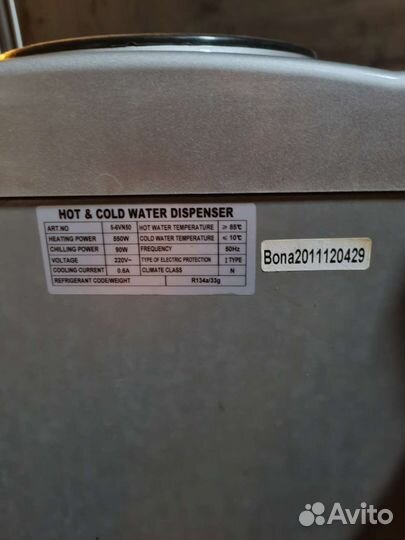 HOT & COLD WATER DISPENSER
ART.NO 5-6VN50 HOT WATER TEMPERATURE ≥ 85℃
HEATING POWER 550W COLD WATER TEMPERATURE ≤ 10℃
CHILLING POWER 90W FREQUENCY 50Hz
VOLTAGE 220V~ TYPE OF ELECTRIC PROTECTION I TYPE
COOLING CURRENT 0.6A CLIMATE CLASS N
REFRIGERANT CODE/WEIGHT R134a/33g
Bona2011120429
Avito